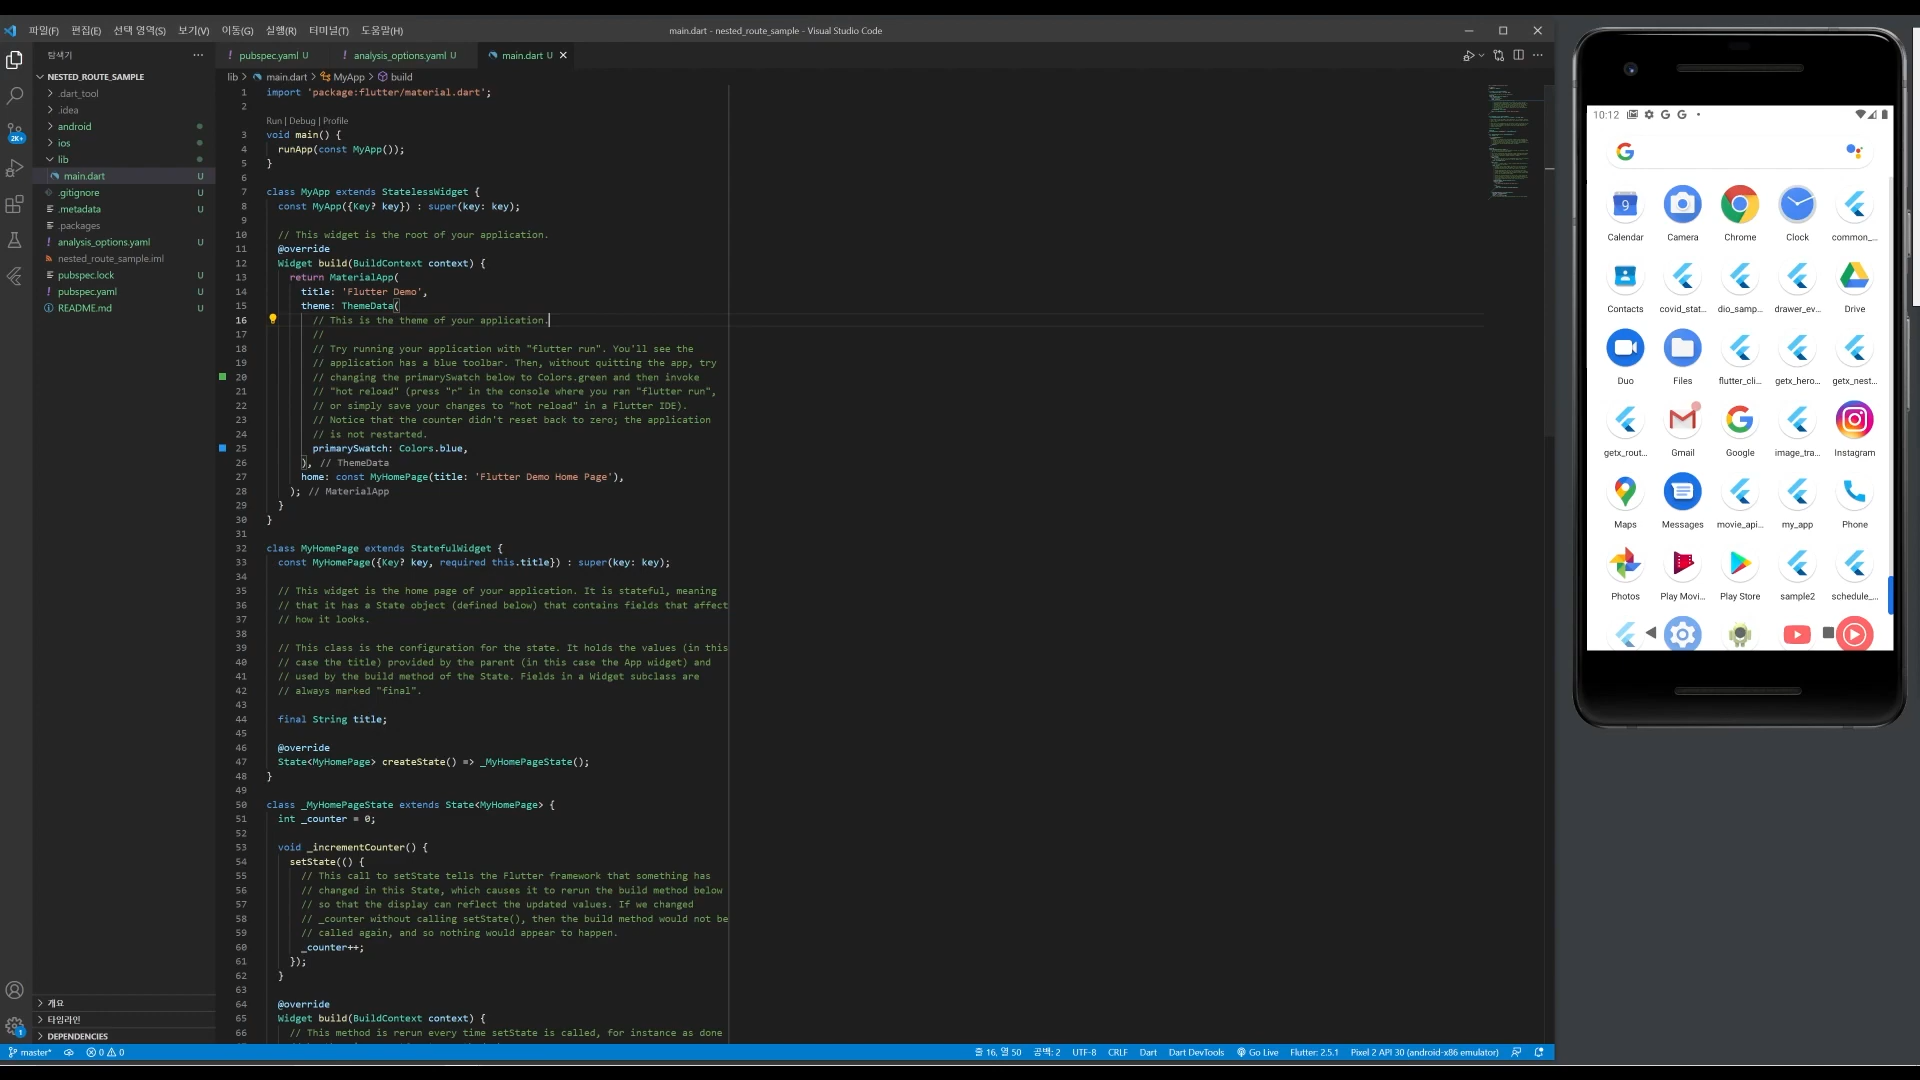 파일(F) 편집(E) 선택 영역(S) 보기(V) 이동(G) 실행(R) 터미널(T) 도움말(H)
main.dart - nested_route_sample - Visual Studio Code
탐색기
NESTED_ROUTE_SAMPLE
.dart_tool
.idea
android
ios
lib
main.dart U
.gitignore U
.metadata U
.packages
analysis_options.yaml U
nested_route_sample.iml
pubspec.lock U
pubspec.yaml U
README.md U
개요
타임라인
DEPENDENCIES
2K+
1
pubspec.yaml U
analysis_options.yaml U
main.dart U
lib > main.dart > MyApp > build
1 import 'package:flutter/material.dart';
2
Run | Debug | Profile
3 void main() {
4 runApp(const MyApp());
5 }
6
7 class MyApp extends StatelessWidget {
8 const MyApp({Key? key}) : super(key: key);
9
10 // This widget is the root of your application.
11 @override
12 Widget build(BuildContext context) {
13 return MaterialApp(
14 title: 'Flutter Demo',
15 theme: ThemeData(
16 // This is the theme of your application.
17 //
18 // Try running your application with "flutter run". You'll see the
19 // application has a blue toolbar. Then, without quitting the app, try
20 // changing the primarySwatch below to Colors.green and then invoke
21 // "hot reload" (press "r" in the console where you ran "flutter run",
22 // or simply save your changes to "hot reload" in a Flutter IDE).
23 // Notice that the counter didn't reset back to zero; the application
24 // is not restarted.
25 primarySwatch: Colors.blue,
26 ), // ThemeData
27 home: const MyHomePage(title: 'Flutter Demo Home Page'),
28 ); // MaterialApp
29 }
30 }
31
32 class MyHomePage extends StatefulWidget {
33 const MyHomePage({Key? key, required this.title}) : super(key: key);
34
35 // This widget is the home page of your application. It is stateful, meaning
36 // that it has a State object (defined below) that contains fields that affect
37 // how it looks.
38
39 // This class is the configuration for the state. It holds the values (in this
40 // case the title) provided by the parent (in this case the App widget) and
41 // used by the build method of the State. Fields in a Widget subclass are
42 // always marked "final".
43
44 final String title;
45
46 @override
47 State<MyHomePage> createState() => _MyHomePageState();
48 }
49
50 class _MyHomePageState extends State<MyHomePage> {
51 int _counter = 0;
52
53 void _incrementCounter() {
54 setState(() {
55 // This call to setState tells the Flutter framework that something has
56 // changed in this State, which causes it to rerun the build method below
57 // so that the display can reflect the updated values. If we changed
58 // _counter without calling setState(), then the build method would not be
59 // called again, and so nothing would appear to happen.
60 _counter++;
61 });
62 }
63
64 @override
65 Widget build(BuildContext context) {
66 // This method is rerun every time setState is called, for instance as done
master* 0 0
줄 16, 열 50 공백: 2 UTF-8 CRLF Dart Dart DevTools Go Live Flutter: 2.5.1 Pixel 2 API 30 (android-x86 emulator)
10:12
9
Calendar Camera Chrome Clock common_...
Contacts covid_stat... dio_samp... drawer_ev... Drive
Duo Files flutter_cli... getx_hero... getx_nest...
getx_rout... Gmail Google image_tra... Instagram
Maps Messages movie_api... my_app Phone
Photos Play Movi... Play Store sample2 schedule_...